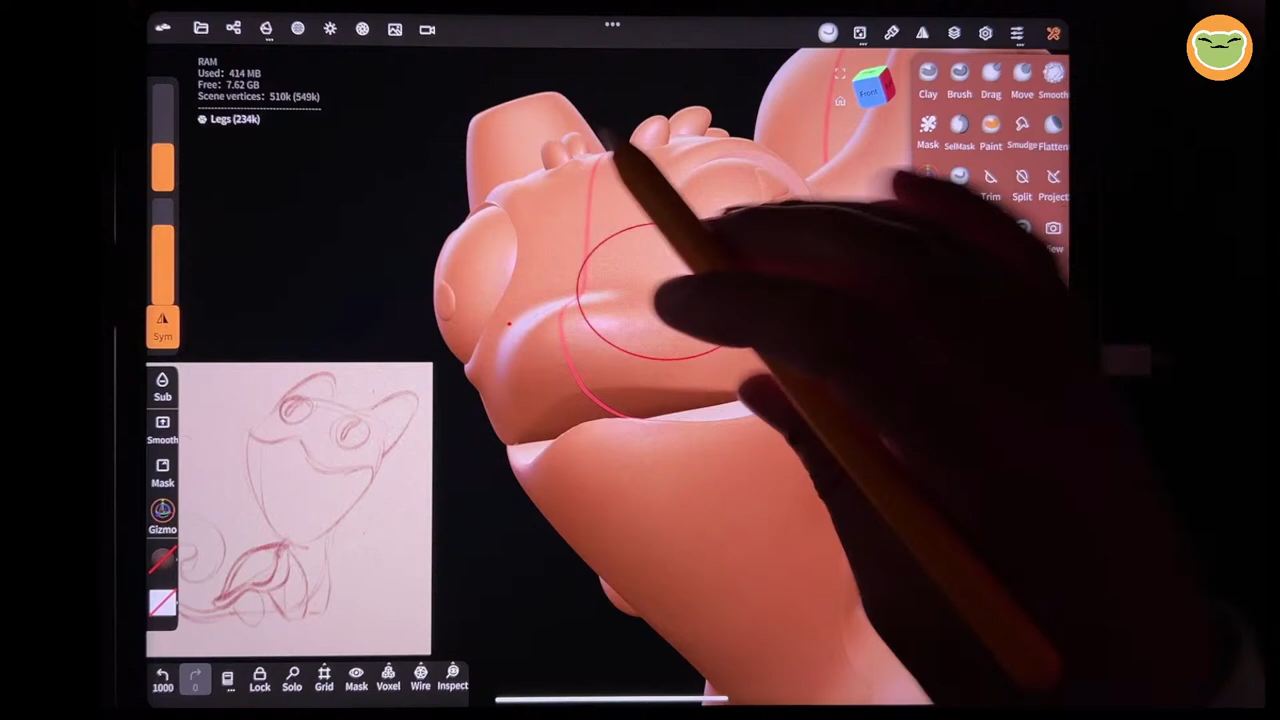 RAM
Used: 414 MB
Free: 7.62 GB
Scene vertices: 510k (549k)
Legs (234k)
Front
Clay Brush Drag Move Smooth
Mask SelMask Paint Smudge Flatten
Trim Split Project
Sym
Sub
Smooth
Mask
Gizmo
1000 0 Lock Solo Grid Mask Voxel Wire Inspect